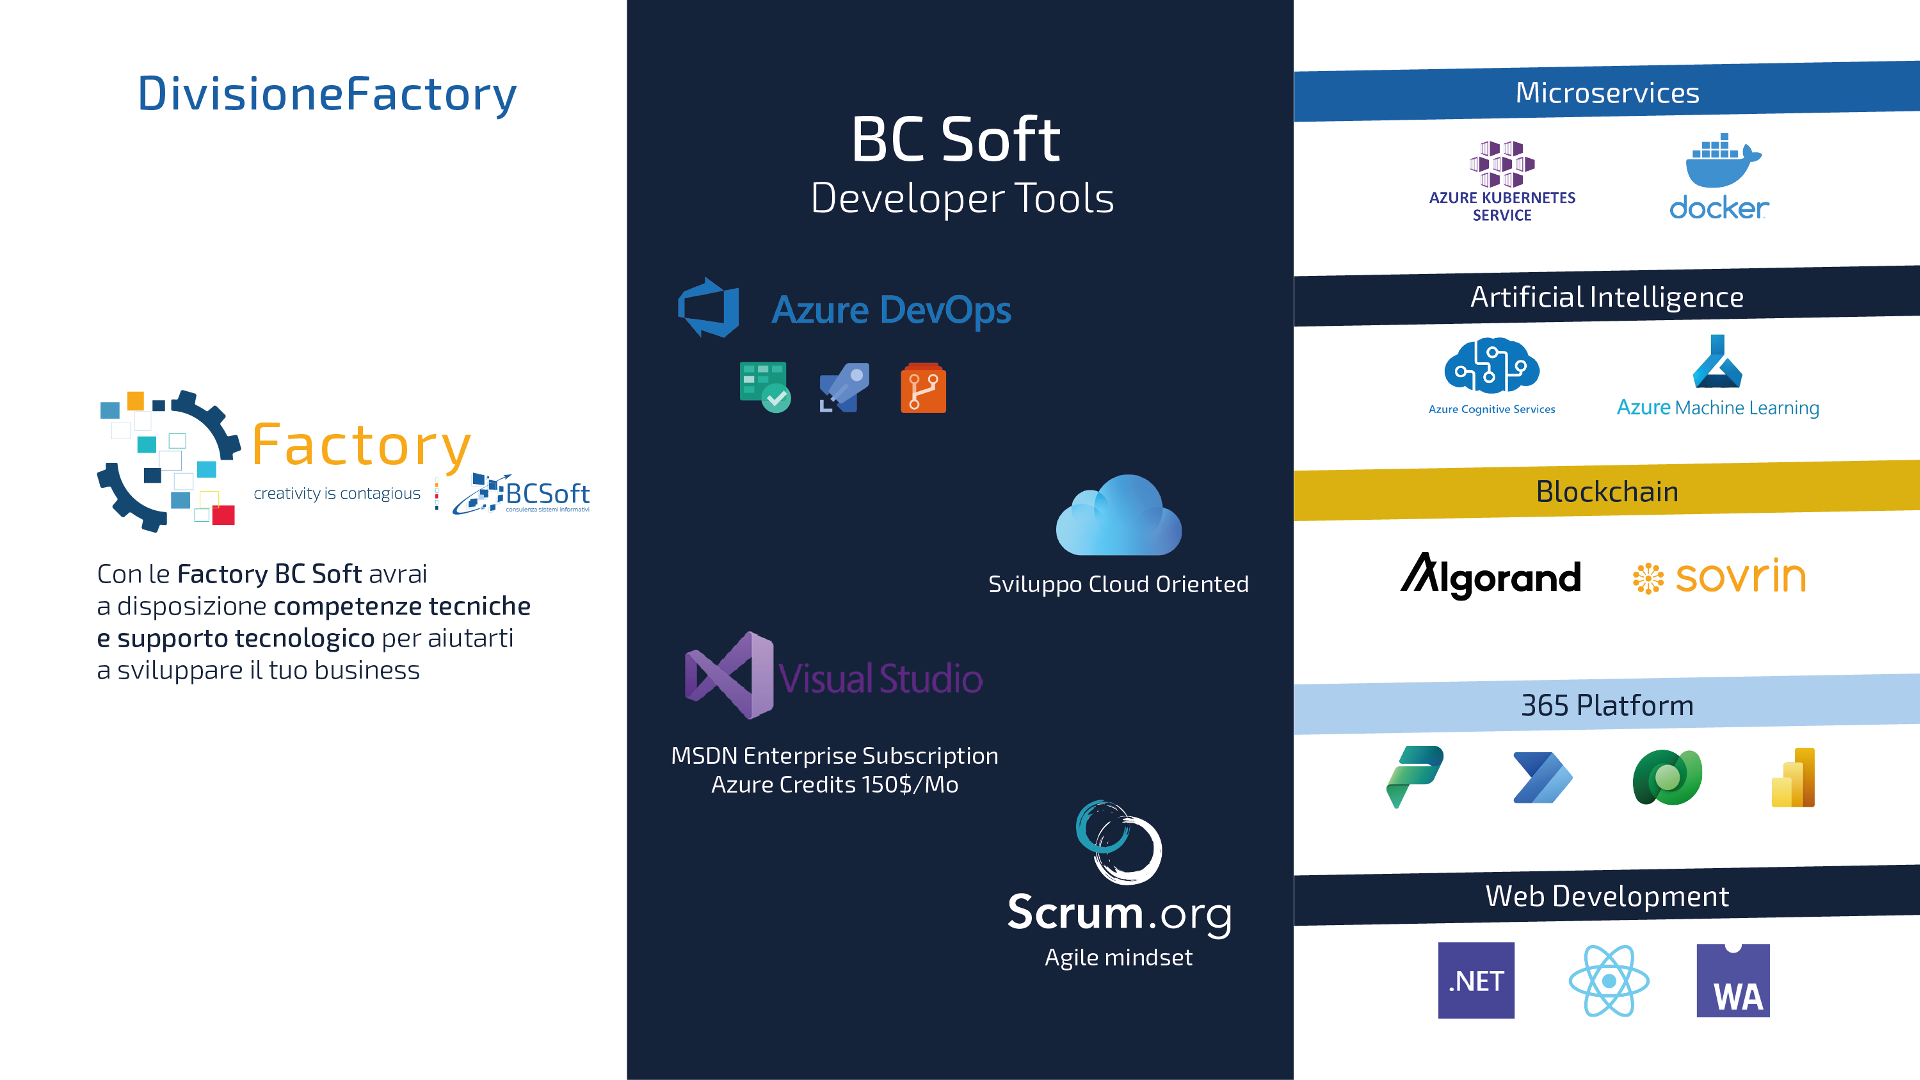 DivisioneFactory
Factory
creativity is contagious
BCSoft
consulenza sistemi informativi
Con le Factory BC Soft avrai
a disposizione competenze tecniche
e supporto tecnologico per aiutarti
a sviluppare il tuo business
BC Soft
Developer Tools
Azure DevOps
Sviluppo Cloud Oriented
Visual Studio
MSDN Enterprise Subscription
Azure Credits 150$/Mo
Scrum.org
Agile mindset
Microservices
AZURE KUBERNETES
SERVICE
docker
Artificial Intelligence
Azure Cognitive Services
Azure Machine Learning
Blockchain
Algorand
sovrin
365 Platform
Web Development
.NET
WA